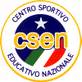 CENTRO SPORTIVO
csen
EDUCATIVO NAZIONALE